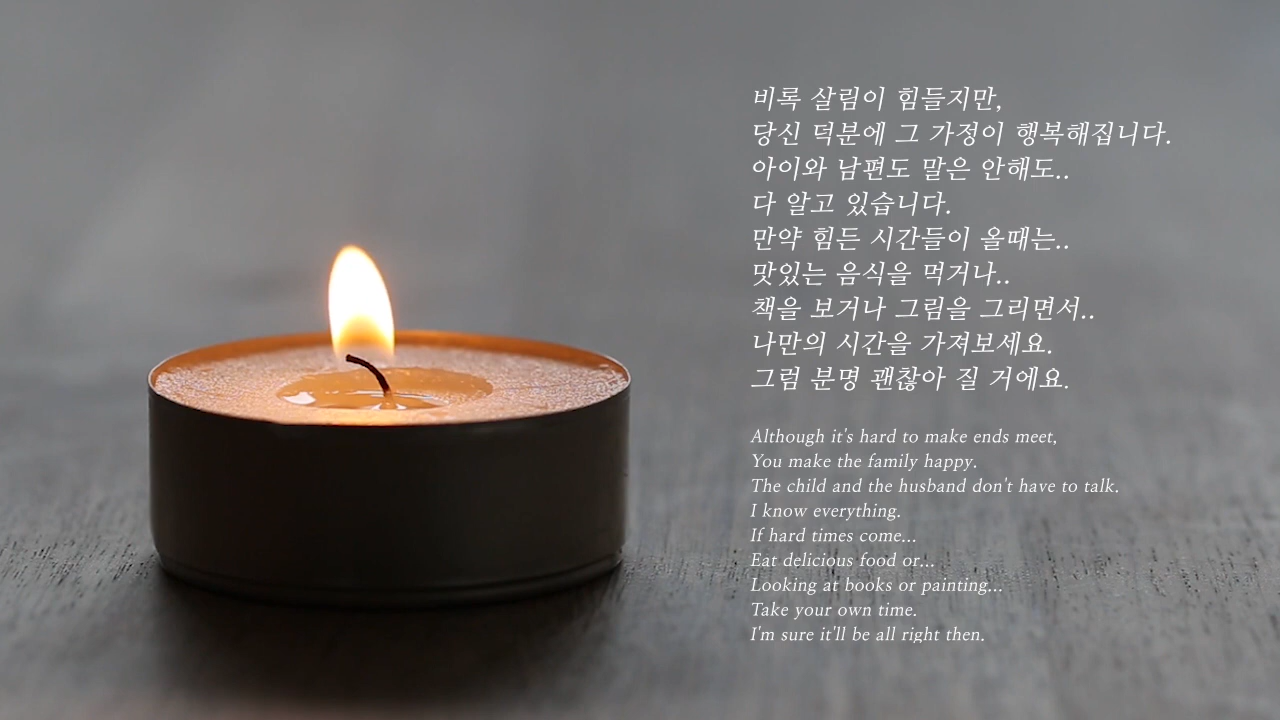 비록 살림이 힘들지만,
당신 덕분에 그 가정이 행복해집니다.
아이와 남편도 말은 안해도..
다 알고 있습니다.
만약 힘든 시간들이 올때는..
맛있는 음식을 먹거나..
책을 보거나 그림을 그리면서..
나만의 시간을 가져보세요.
그럼 분명 괜찮아 질 거에요.
Although it's hard to make ends meet,
You make the family happy.
The child and the husband don't have to talk.
I know everything.
If hard times come...
Eat delicious food or...
Looking at books or painting...
Take your own time.
I'm sure it'll be all right then.